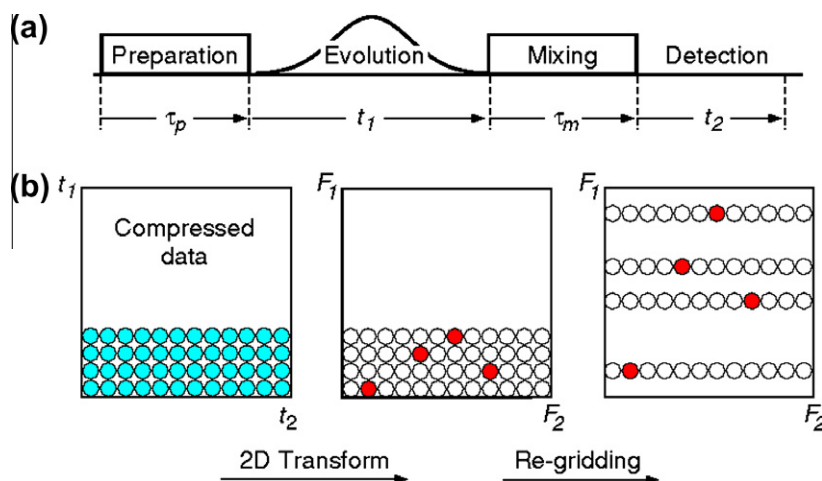 (a)
Preparation Evolution Mixing Detection
τp t1 τm t2
(b) t1 F1 F1
Compressed
data
t2 F2 F2
2D Transform Re-gridding